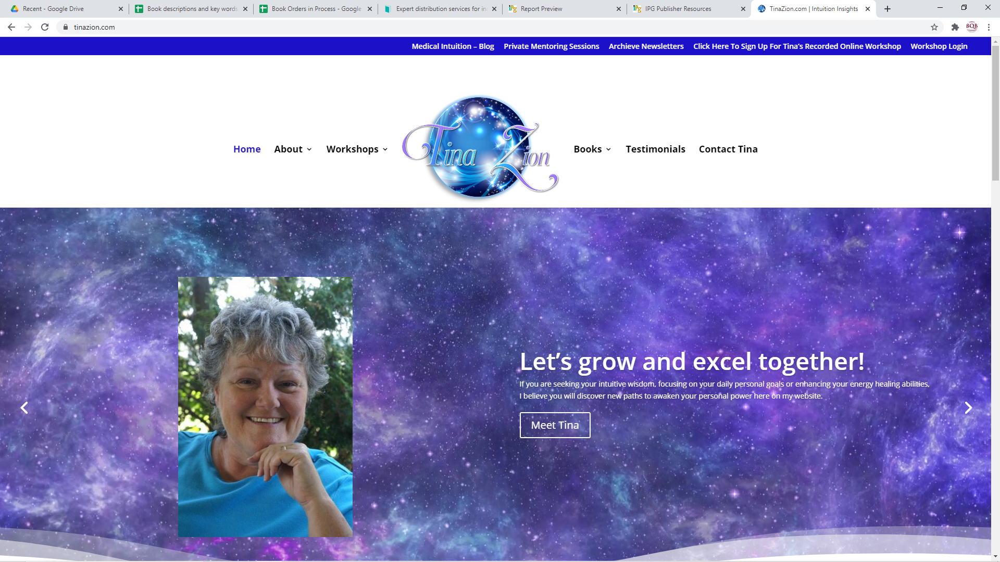 Recent - Google Drive
Book descriptions and key words
Book Orders in Process - Google
Expert distribution services for in
Report Preview
IPG Publisher Resources
TinaZion.com | Intuition Insights
tinazion.com
BQB
Medical Intuition – Blog Private Mentoring Sessions Archieve Newsletters Click Here To Sign Up For Tina’s Recorded Online Workshop Workshop Login
Home About Workshops Tina Zion Books Testimonials Contact Tina
Let’s grow and excel together!
If you are seeking your intuitive wisdom, focusing on your daily personal goals or enhancing your energy healing abilities,
I believe you will discover new paths to awaken your personal power here on my website.
Meet Tina